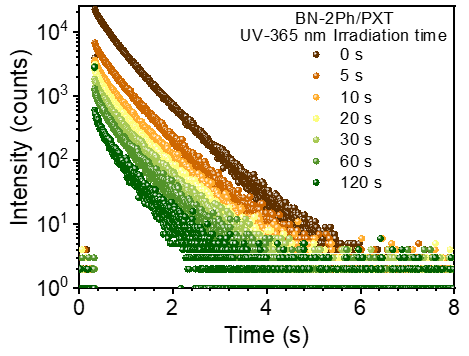 BN-2Ph/PXT
UV-365 nm Irradiation time
0 s
5 s
10 s
20 s
30 s
60 s
120 s
10⁴
10³
10²
10¹
10⁰
Intensity (counts)
0 2 4 6 8
Time (s)